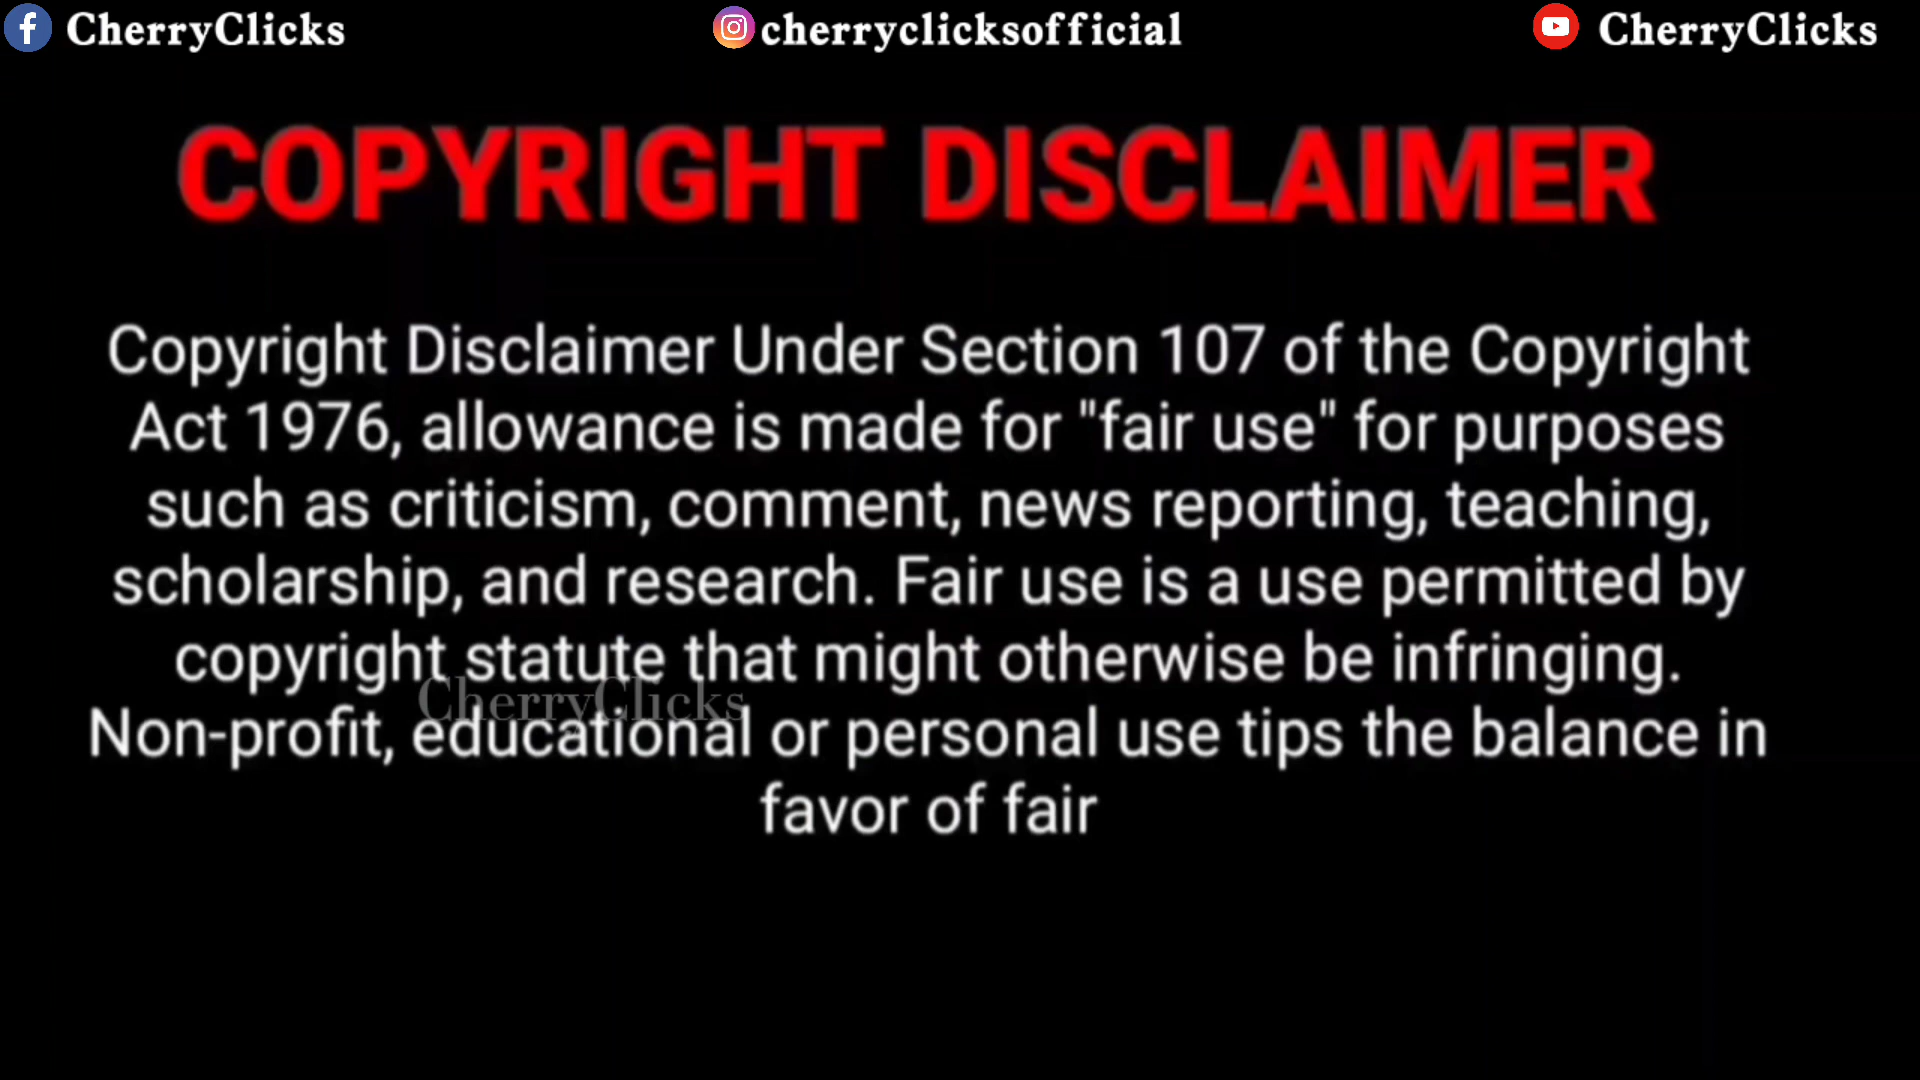 CherryClicks
cherryclicksofficial
CherryClicks
COPYRIGHT DISCLAIMER
Copyright Disclaimer Under Section 107 of the Copyright
Act 1976, allowance is made for "fair use" for purposes
such as criticism, comment, news reporting, teaching,
scholarship, and research. Fair use is a use permitted by
copyright statute that might otherwise be infringing.
CherryClicks
Non-profit, educational or personal use tips the balance in
favor of fair